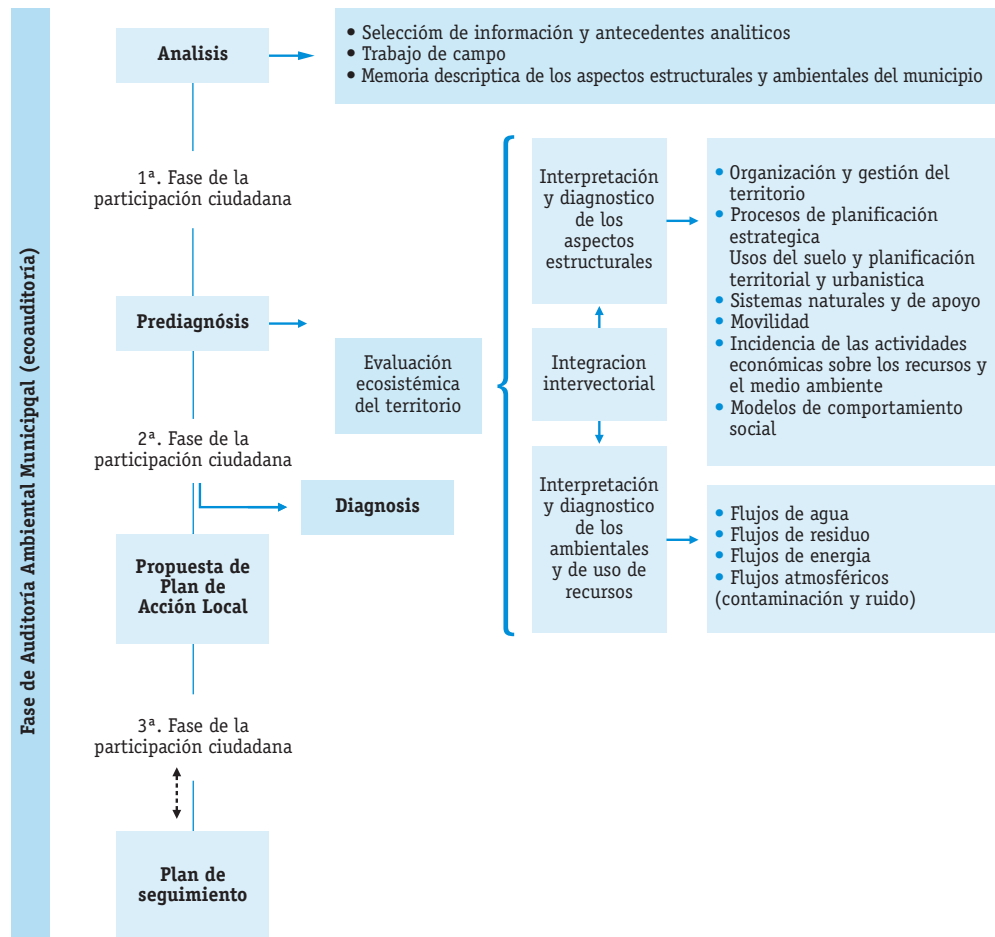 Fase de Auditoría Ambiental Municipqal (ecoauditoría)
Analisis
• Seleccióm de información y antecedentes analiticos
• Trabajo de campo
• Memoria descriptica de los aspectos estructurales y ambientales del municipio
1ª. Fase de la
participación ciudadana
Prediagnósis
Evaluación
ecosistémica
del territorio
Interpretación
y diagnostico
de los
aspectos
estructurales
• Organización y gestión del
territorio
• Procesos de planificación
estrategica
Usos del suelo y planificación
territorial y urbanistica
• Sistemas naturales y de apoyo
• Movilidad
• Incidencia de las actividades
económicas sobre los recursos y
el medio ambiente
• Modelos de comportamiento
social
Integracion
intervectorial
Interpretación
y diagnostico
de los
ambientales
y de uso de
recursos
• Flujos de agua
• Flujos de residuo
• Flujos de energia
• Flujos atmosféricos
(contaminación y ruido)
2ª. Fase de la
participación ciudadana
Diagnosis
Propuesta de
Plan de
Acción Local
3ª. Fase de la
participación ciudadana
Plan de
seguimiento